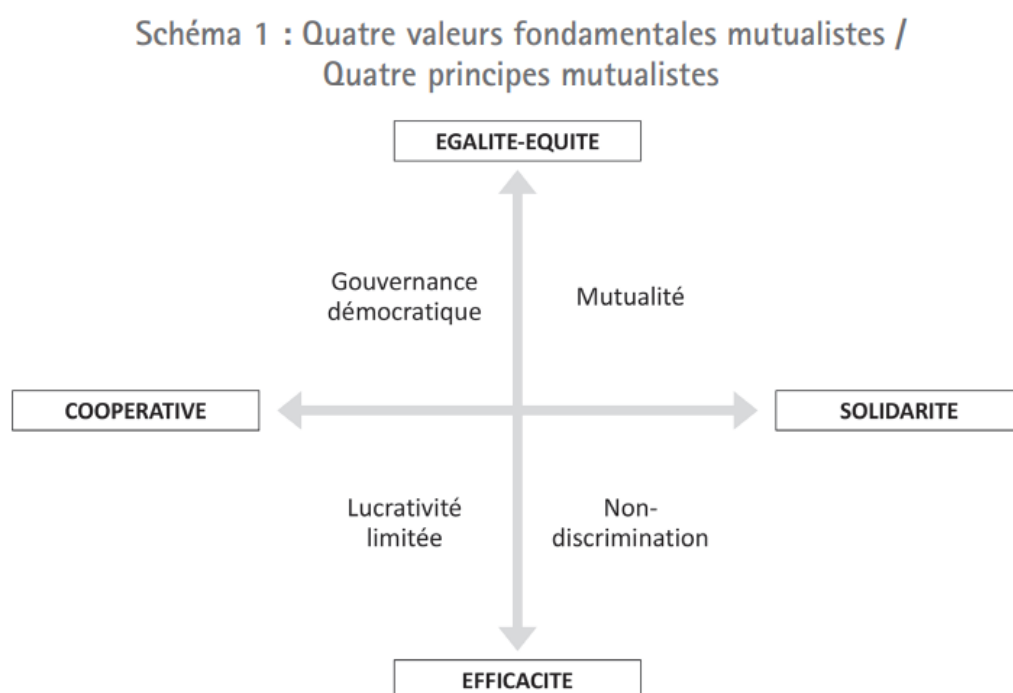 Schéma 1 : Quatre valeurs fondamentales mutualistes /
Quatre principes mutualistes
EGALITE-EQUITE
Gouvernance
démocratique
Mutualité
COOPERATIVE
SOLIDARITE
Lucrativité
limitée
Non-
discrimination
EFFICACITE